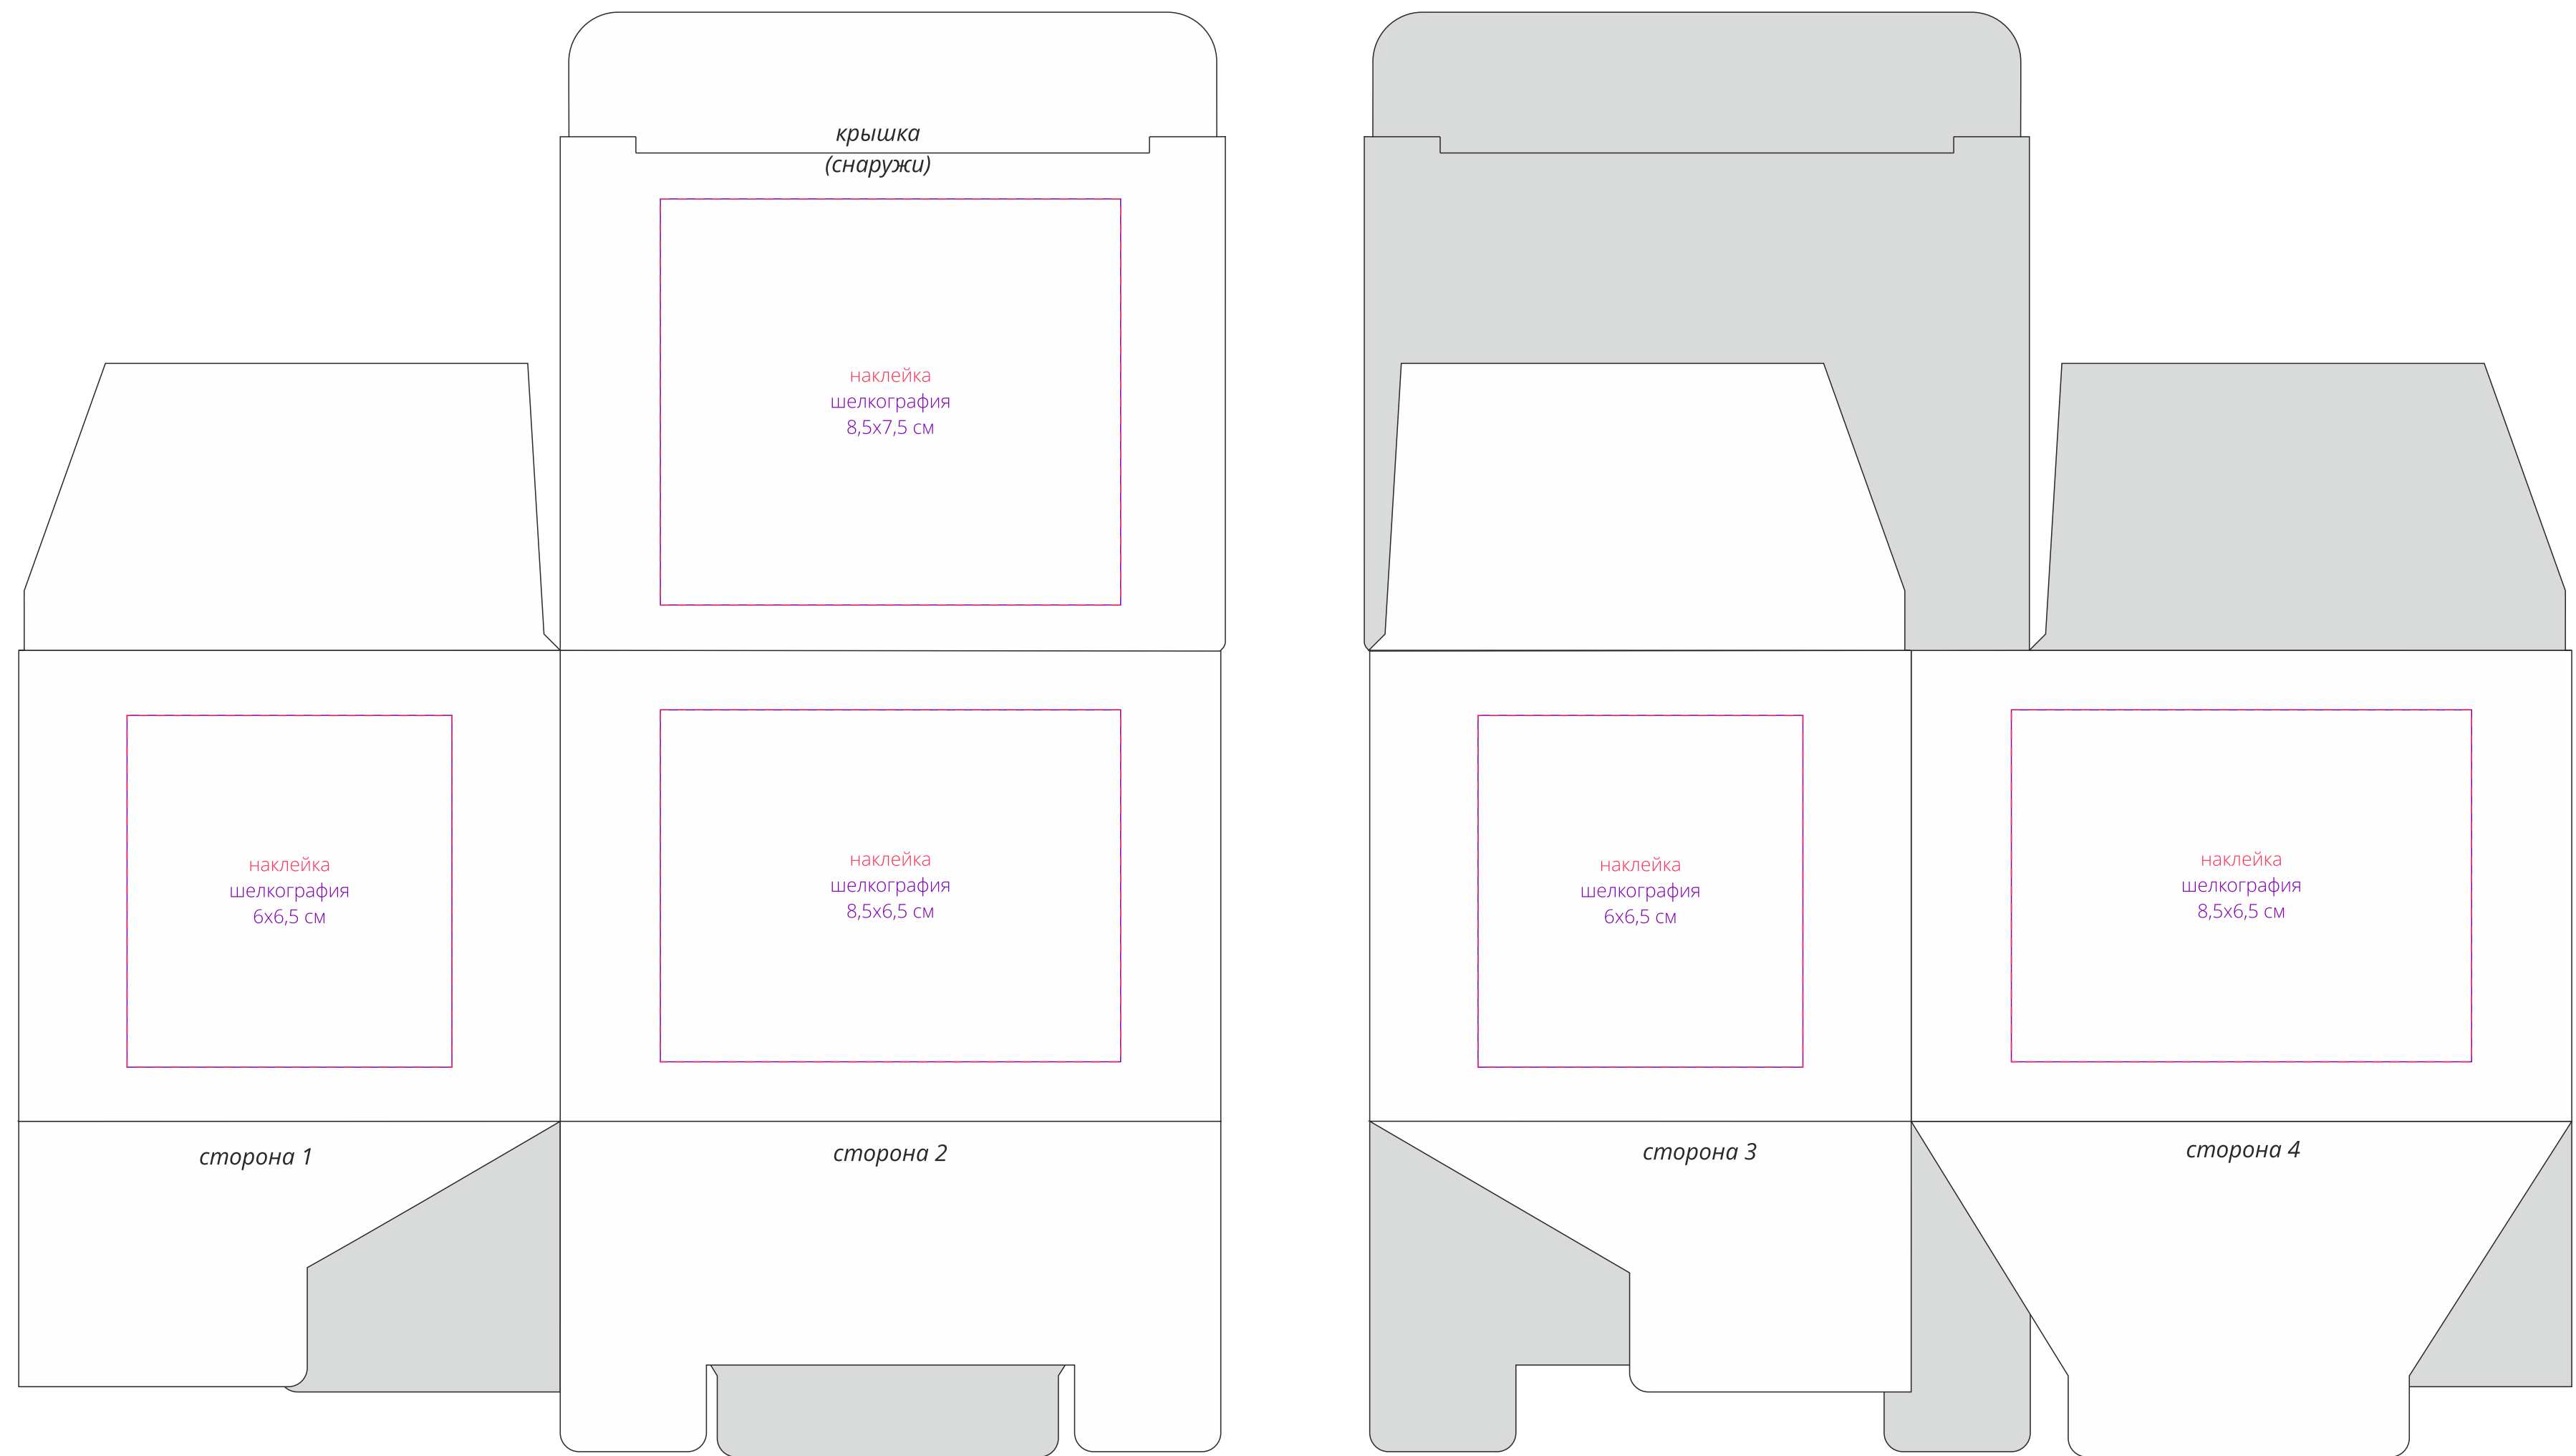 крышка
(снаружи)
наклейка
шелкография
8,5х7,5 см
наклейка
шелкография
6х6,5 см
наклейка
шелкография
8,5х6,5 см
наклейка
шелкография
6х6,5 см
наклейка
шелкография
8,5х6,5 см
сторона 1
сторона 2
сторона 3
сторона 4